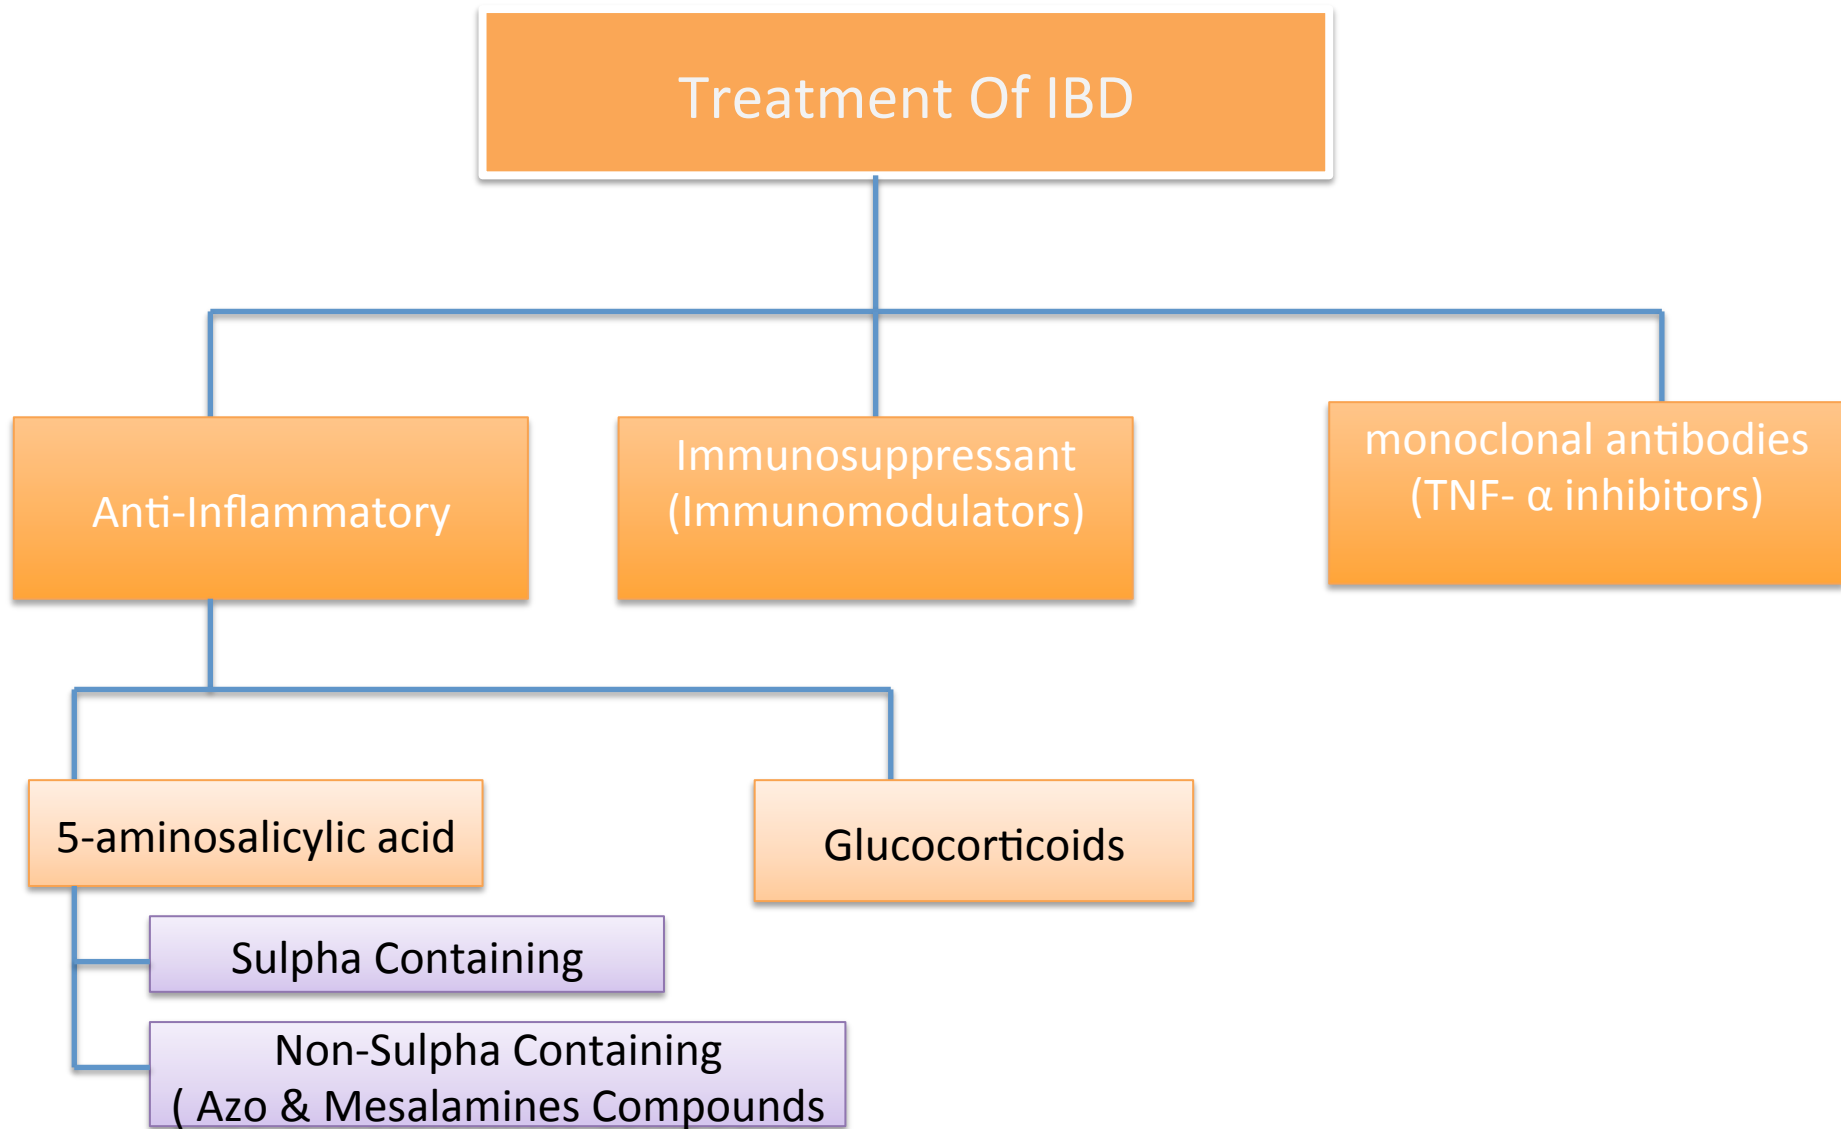 Treatment Of IBD
Anti-Inflammatory
Immunosuppressant
(Immunomodulators)
monoclonal antibodies
(TNF- α inhibitors)
5-aminosalicylic acid
Glucocorticoids
Sulpha Containing
Non-Sulpha Containing
( Azo & Mesalamines Compounds